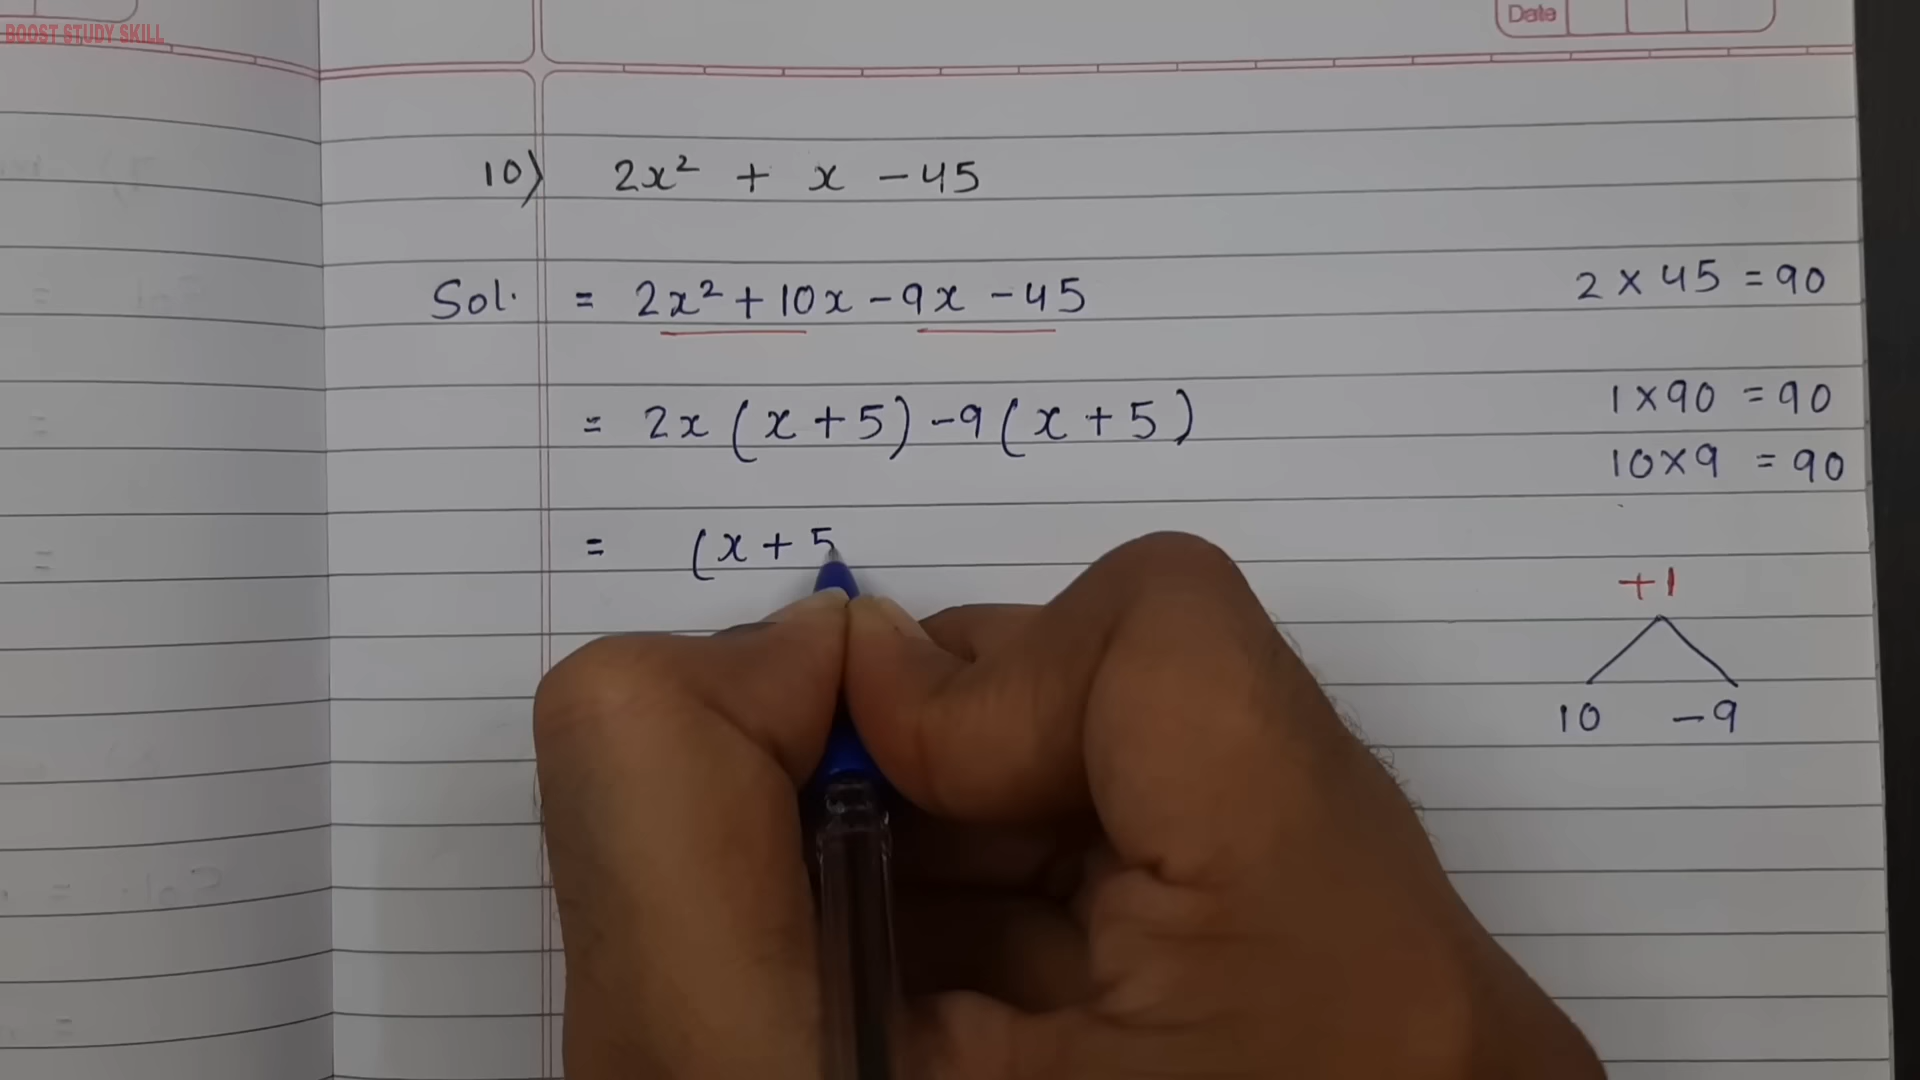 BOOST STUDY SKILL
Date
10) 2x² + x - 45
Sol. = 2x² + 10x - 9x - 45
2 × 45 = 90
= 2x (x + 5) - 9 (x + 5)
1 × 90 = 90
10 × 9 = 90
= (x + 5
+1
10 -9